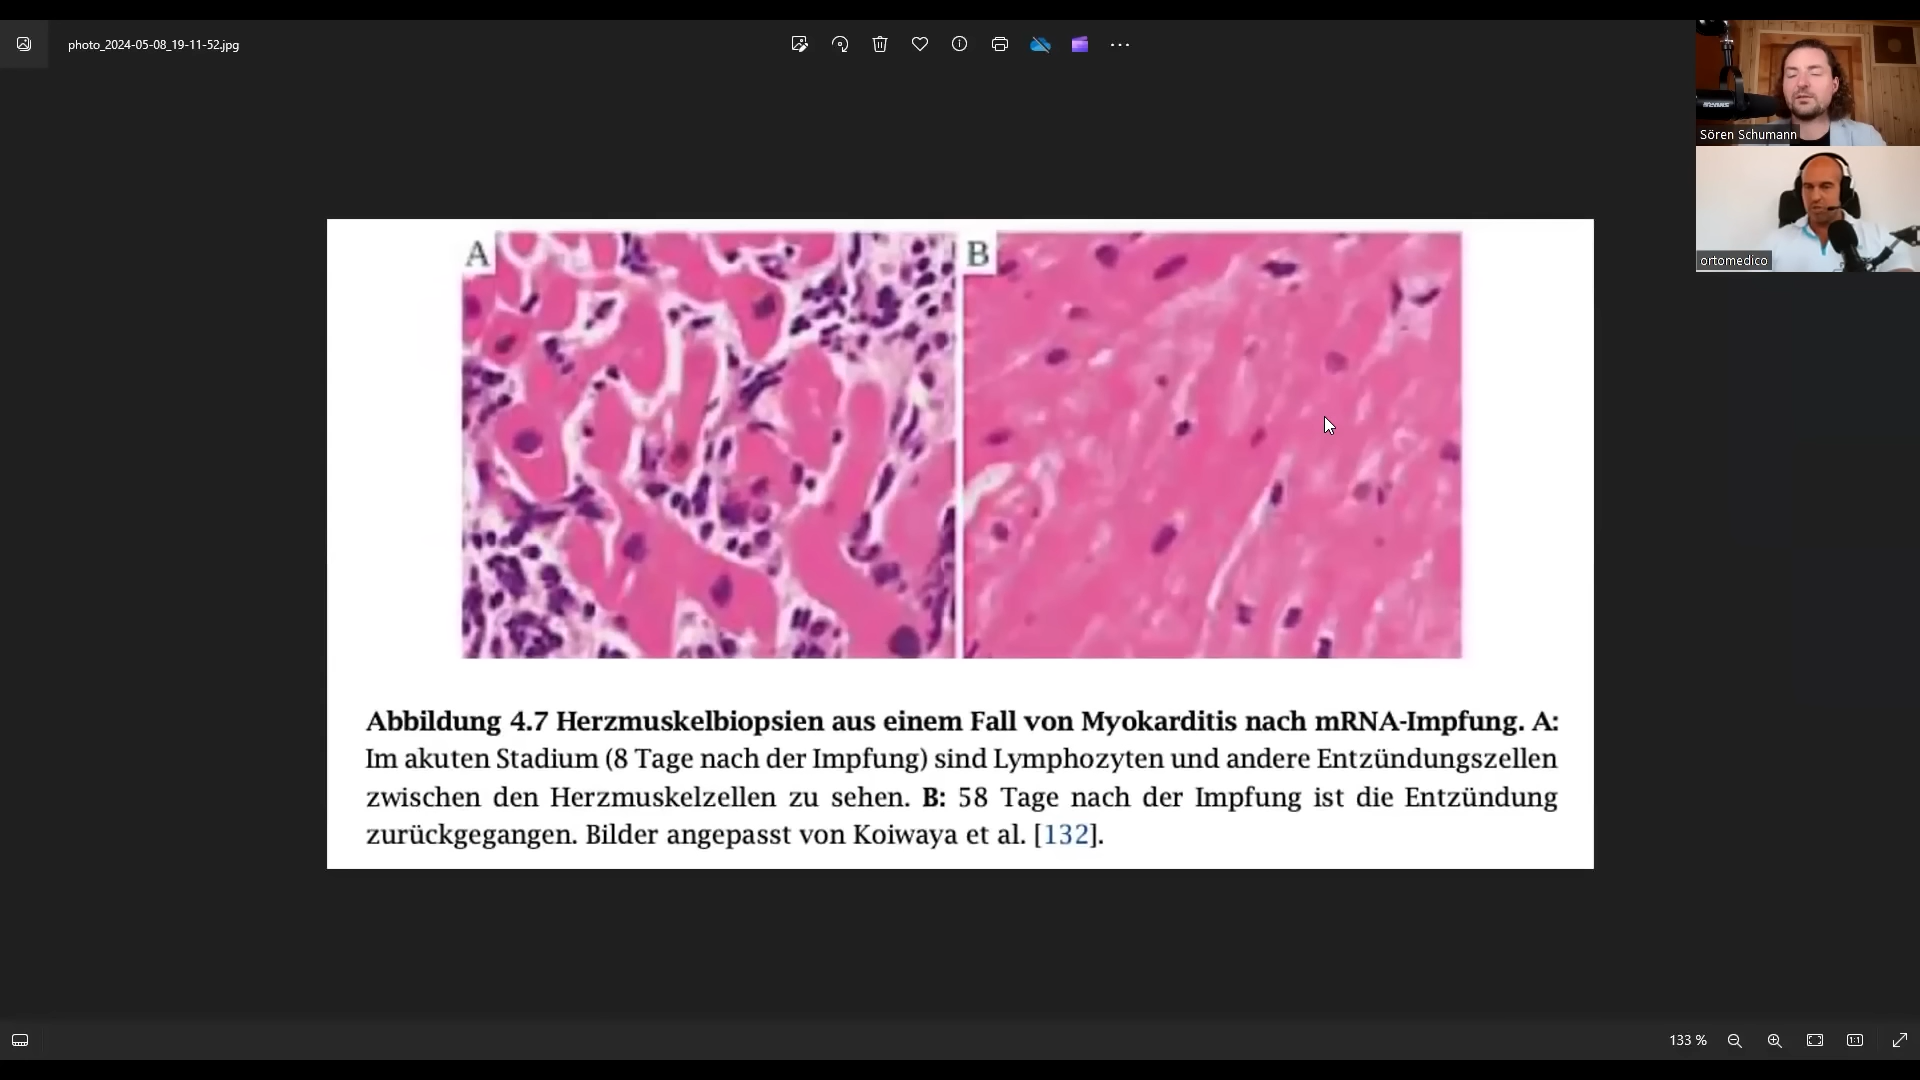 photo_2024-05-08_19-11-52.jpg
Sören Schumann
ortomedico
A
B
Abbildung 4.7 Herzmuskelbiopsien aus einem Fall von Myokarditis nach mRNA-Impfung. A:
Im akuten Stadium (8 Tage nach der Impfung) sind Lymphozyten und andere Entzündungszellen
zwischen den Herzmuskelzellen zu sehen. B: 58 Tage nach der Impfung ist die Entzündung
zurückgegangen. Bilder angepasst von Koiwaya et al. [132].
133 %
1:1